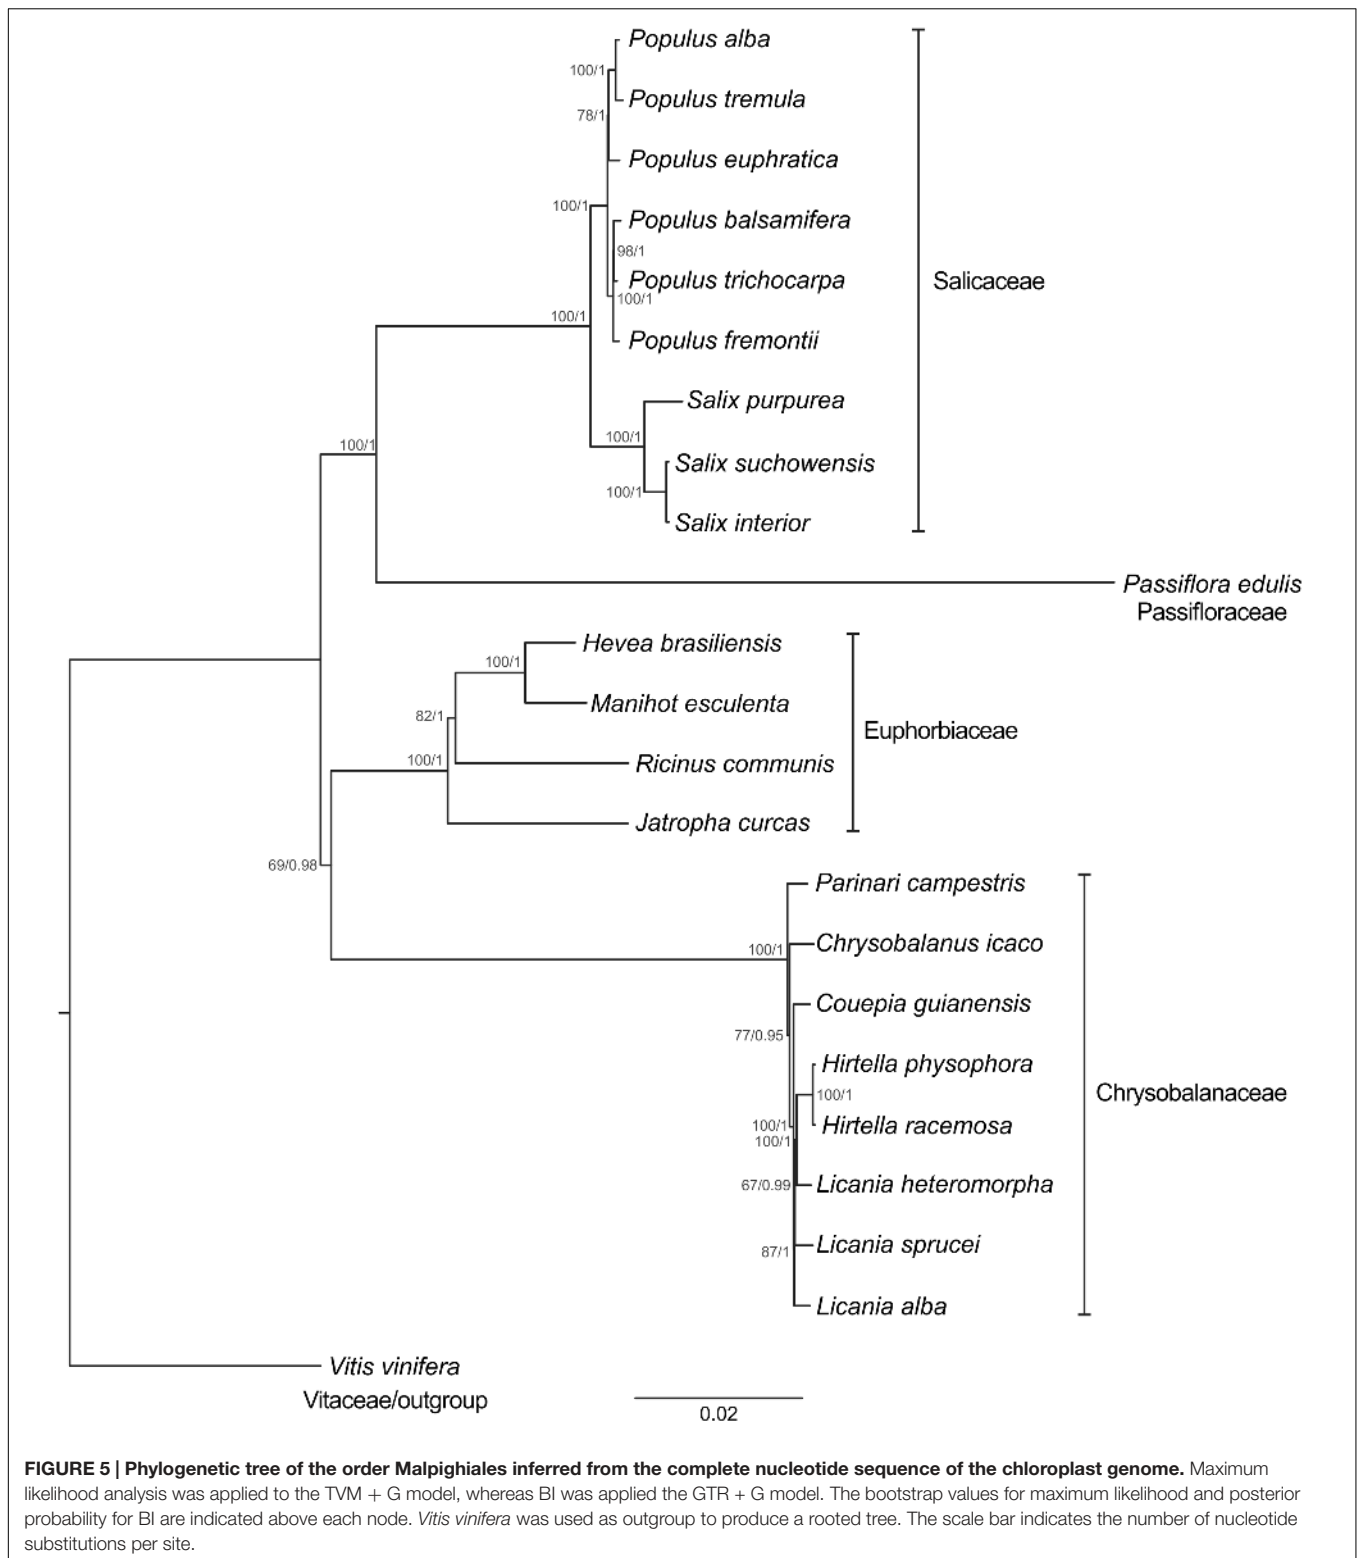 Populus alba
100/1
Populus tremula
78/1
Populus euphratica
100/1
Populus balsamifera
98/1
Populus trichocarpa
Salicaceae
100/1
100/1
Populus fremontii
Salix purpurea
100/1
100/1
Salix suchowensis
100/1
Salix interior
Passiflora edulis
Passifloraceae
Hevea brasiliensis
100/1
Manihot esculenta
82/1
Euphorbiaceae
100/1
Ricinus communis
Jatropha curcas
69/0.98
Parinari campestris
100/1
Chrysobalanus icaco
Couepia guianensis
77/0.95
Hirtella physophora
100/1
Chrysobalanaceae
100/1
Hirtella racemosa
100/1
67/0.99
Licania heteromorpha
87/1
Licania sprucei
Licania alba
Vitis vinifera
Vitaceae/outgroup
0.02
FIGURE 5 | Phylogenetic tree of the order Malpighiales inferred from the complete nucleotide sequence of the chloroplast genome. Maximum
likelihood analysis was applied to the TVM + G model, whereas BI was applied the GTR + G model. The bootstrap values for maximum likelihood and posterior
probability for BI are indicated above each node. Vitis vinifera was used as outgroup to produce a rooted tree. The scale bar indicates the number of nucleotide
substitutions per site.